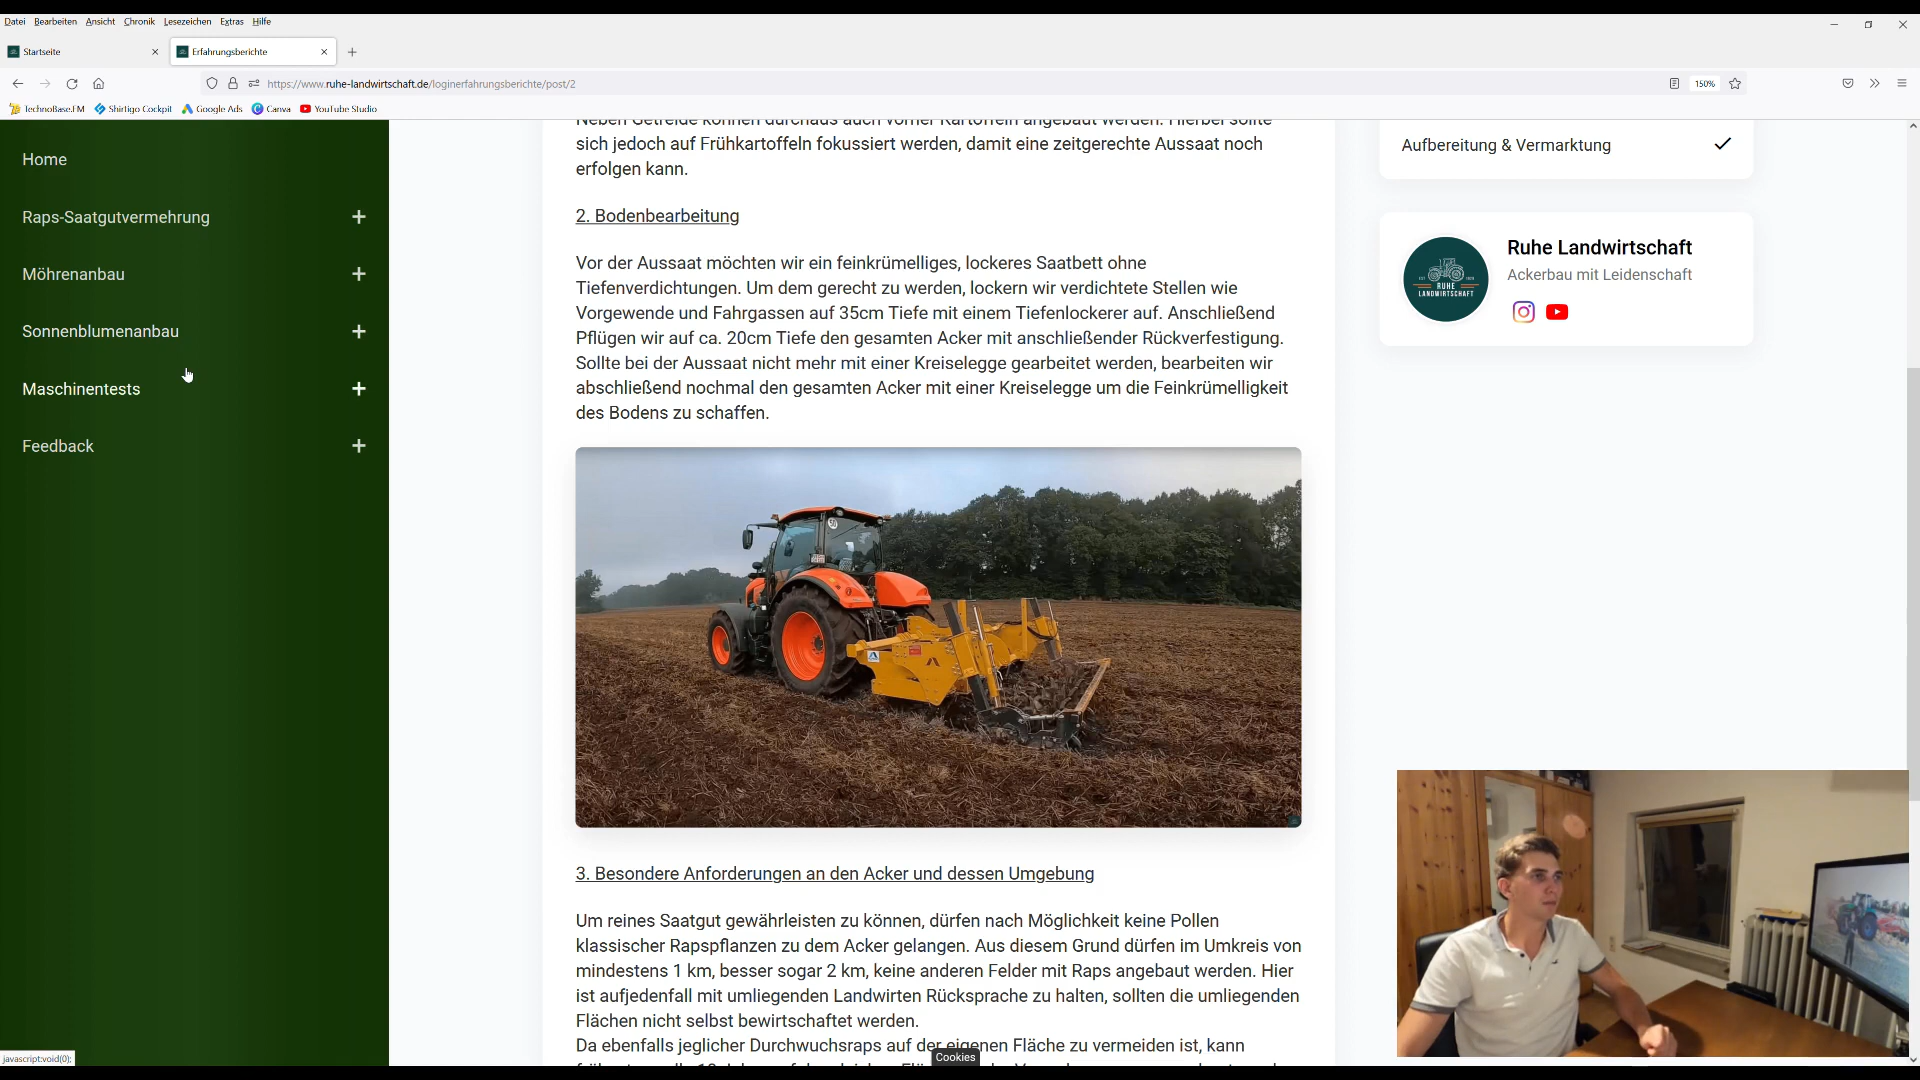 Datei Bearbeiten Ansicht Chronik Lesezeichen Extras Hilfe
Startseite
Erfahrungsberichte
https://www.ruhe-landwirtschaft.de/loginerfahrungsberichte/post/2
150%
TechnoBase.FM Shirtigo Cockpit Google Ads Canva YouTube Studio
Home
Raps-Saatgutvermehrung
Möhrenanbau
Sonnenblumenanbau
Maschinentests
Feedback
Neben Getreide können durchaus auch vorher Kartoffeln angebaut werden. Hierbei sollte
sich jedoch auf Frühkartoffeln fokussiert werden, damit eine zeitgerechte Aussaat noch
erfolgen kann.
2. Bodenbearbeitung
Vor der Aussaat möchten wir ein feinkrümelliges, lockeres Saatbett ohne
Tiefenverdichtungen. Um dem gerecht zu werden, lockern wir verdichtete Stellen wie
Vorgewende und Fahrgassen auf 35cm Tiefe mit einem Tiefenlockerer auf. Anschließend
Pflügen wir auf ca. 20cm Tiefe den gesamten Acker mit anschließender Rückverfestigung.
Sollte bei der Aussaat nicht mehr mit einer Kreiselegge gearbeitet werden, bearbeiten wir
abschließend nochmal den gesamten Acker mit einer Kreiselegge um die Feinkrümelligkeit
des Bodens zu schaffen.
3. Besondere Anforderungen an den Acker und dessen Umgebung
Um reines Saatgut gewährleisten zu können, dürfen nach Möglichkeit keine Pollen
klassischer Rapspflanzen zu dem Acker gelangen. Aus diesem Grund dürfen im Umkreis von
mindestens 1 km, besser sogar 2 km, keine anderen Felder mit Raps angebaut werden. Hier
ist aufjedenfall mit umliegenden Landwirten Rücksprache zu halten, sollten die umliegenden
Flächen nicht selbst bewirtschaftet werden.
Da ebenfalls jeglicher Durchwuchsraps auf der eigenen Fläche zu vermeiden ist, kann
Aufbereitung & Vermarktung
Ruhe Landwirtschaft
Ackerbau mit Leidenschaft
RUHE
LANDWIRTSCHAFT
Cookies
javascript:void(0);